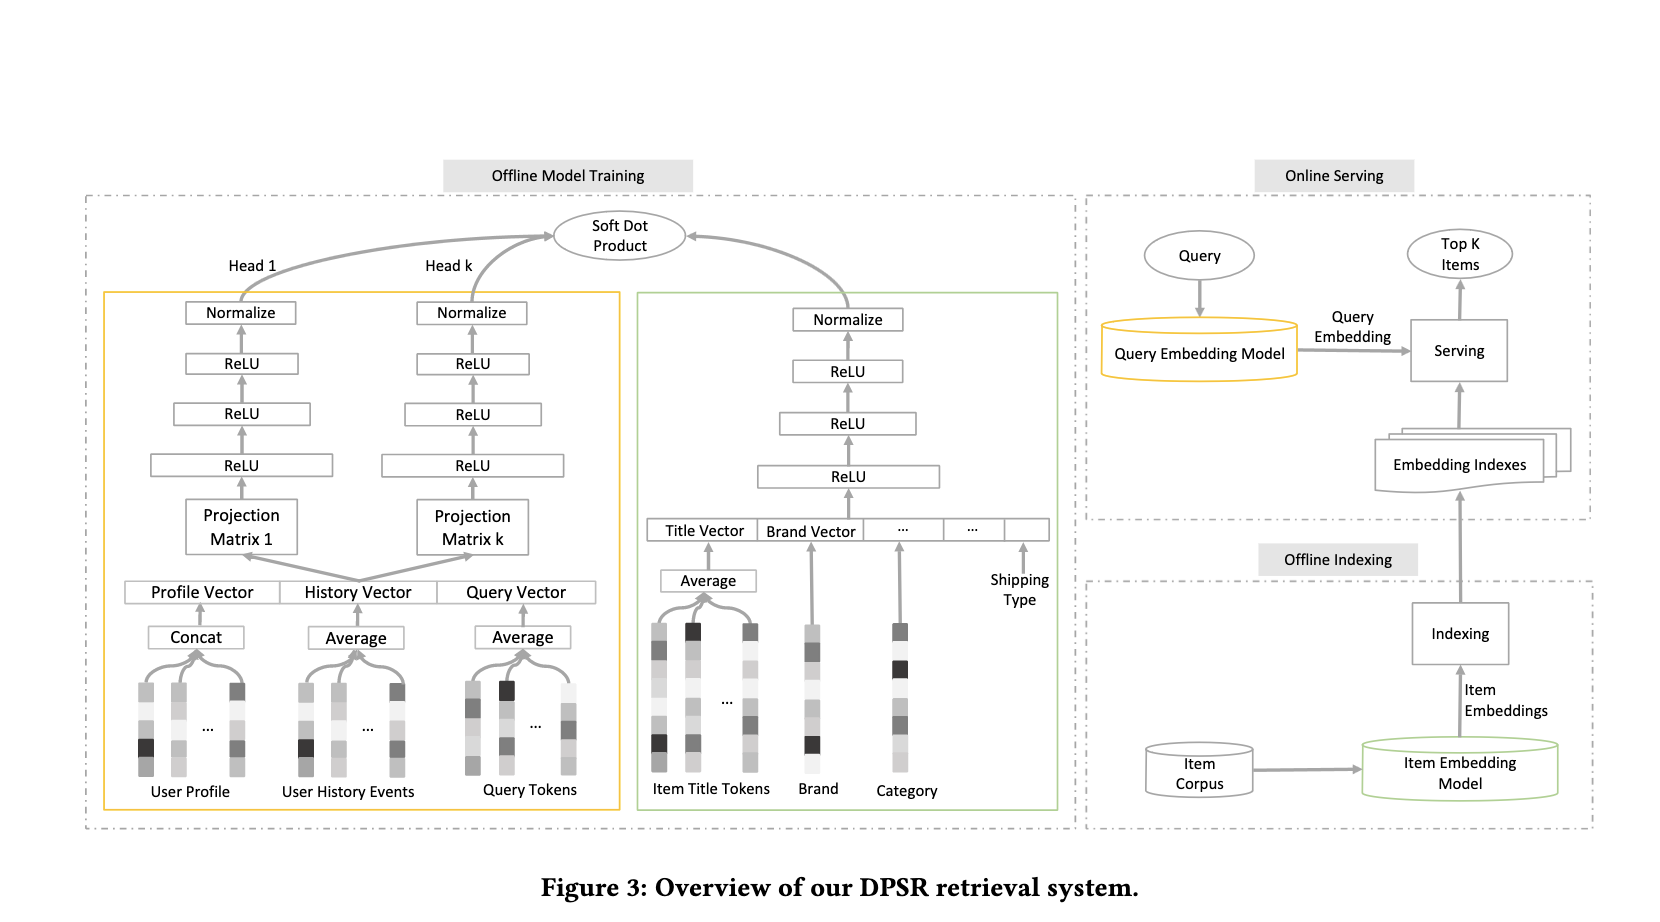 Offline Model Training
Soft Dot
Product
Head 1
Head k
Normalize
ReLU
ReLU
ReLU
Projection
Matrix 1
Normalize
ReLU
ReLU
ReLU
Projection
Matrix k
Profile Vector
History Vector
Query Vector
Concat
Average
Average
...
...
...
User Profile
User History Events
Query Tokens
Normalize
ReLU
ReLU
ReLU
Title Vector
Brand Vector
...
...
Average
Shipping
Type
...
Item Title Tokens
Brand
Category
Online Serving
Query
Top K
Items
Query Embedding Model
Query
Embedding
Serving
Embedding Indexes
Offline Indexing
Indexing
Item
Embeddings
Item
Corpus
Item Embedding
Model
Figure 3: Overview of our DPSR retrieval system.